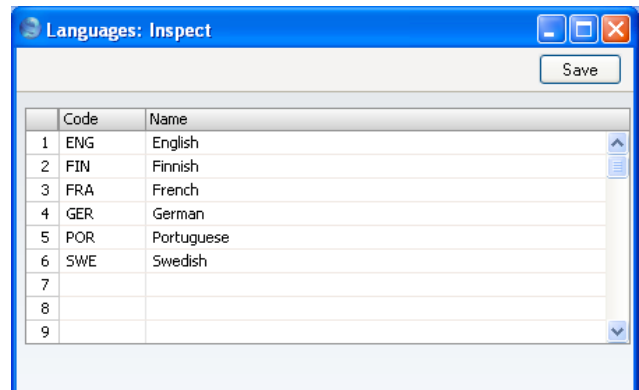 Languages: Inspect
Save
Code Name
1 ENG English
2 FIN Finnish
3 FRA French
4 GER German
5 POR Portuguese
6 SWE Swedish
7
8
9